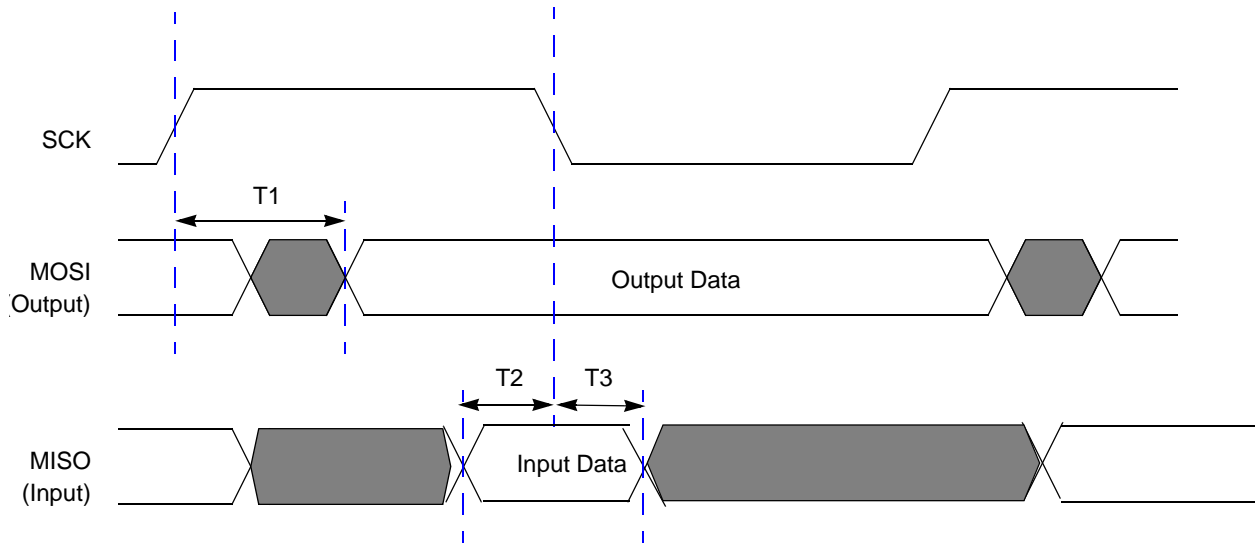 SCK
T1
MOSI
(Output)
Output Data
T2
T3
MISO
(Input)
Input Data